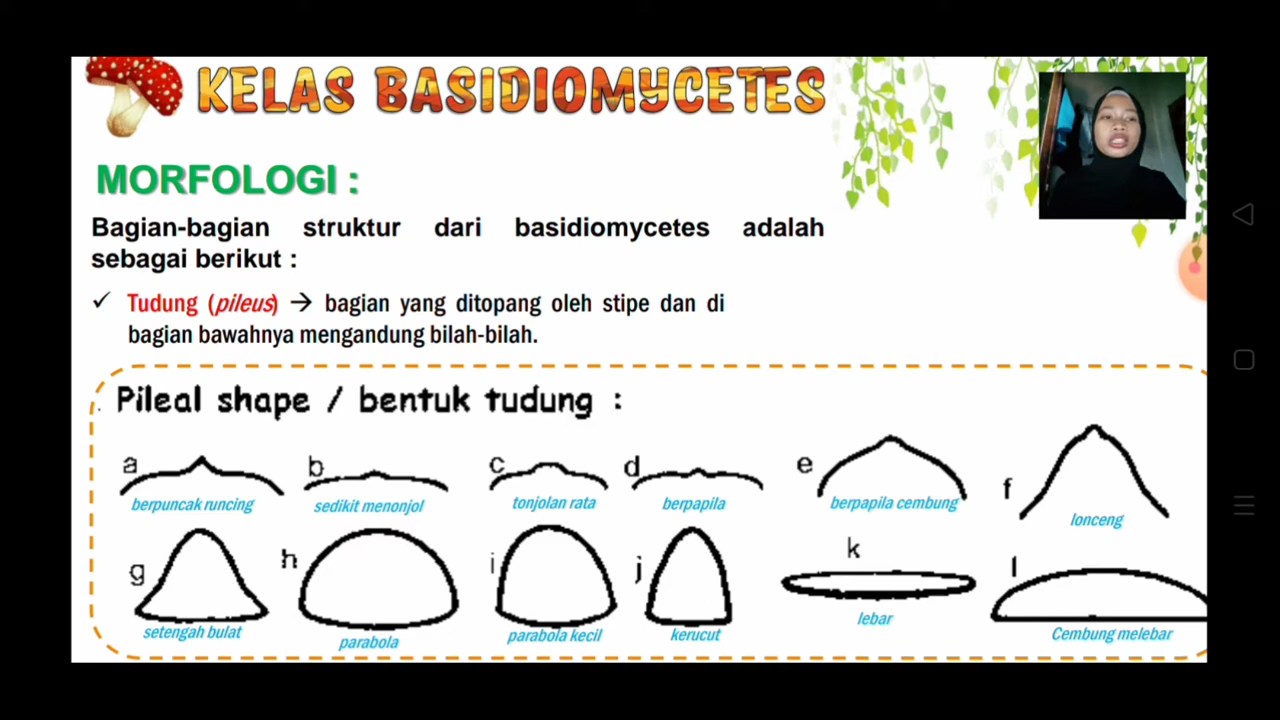 KELAS BASIDIOMYCETES
MORFOLOGI :
Bagian-bagian struktur dari basidiomycetes adalah
sebagai berikut :
✓ Tudung (pileus) → bagian yang ditopang oleh stipe dan di
bagian bawahnya mengandung bilah-bilah.
Pileal shape / bentuk tudung :
a
berpuncak runcing
b
sedikit menonjol
c
tonjolan rata
d
berpapila
e
berpapila cembung
f
lonceng
g
setengah bulat
h
parabola
i
parabola kecil
j
kerucut
k
lebar
l
Cembung melebar